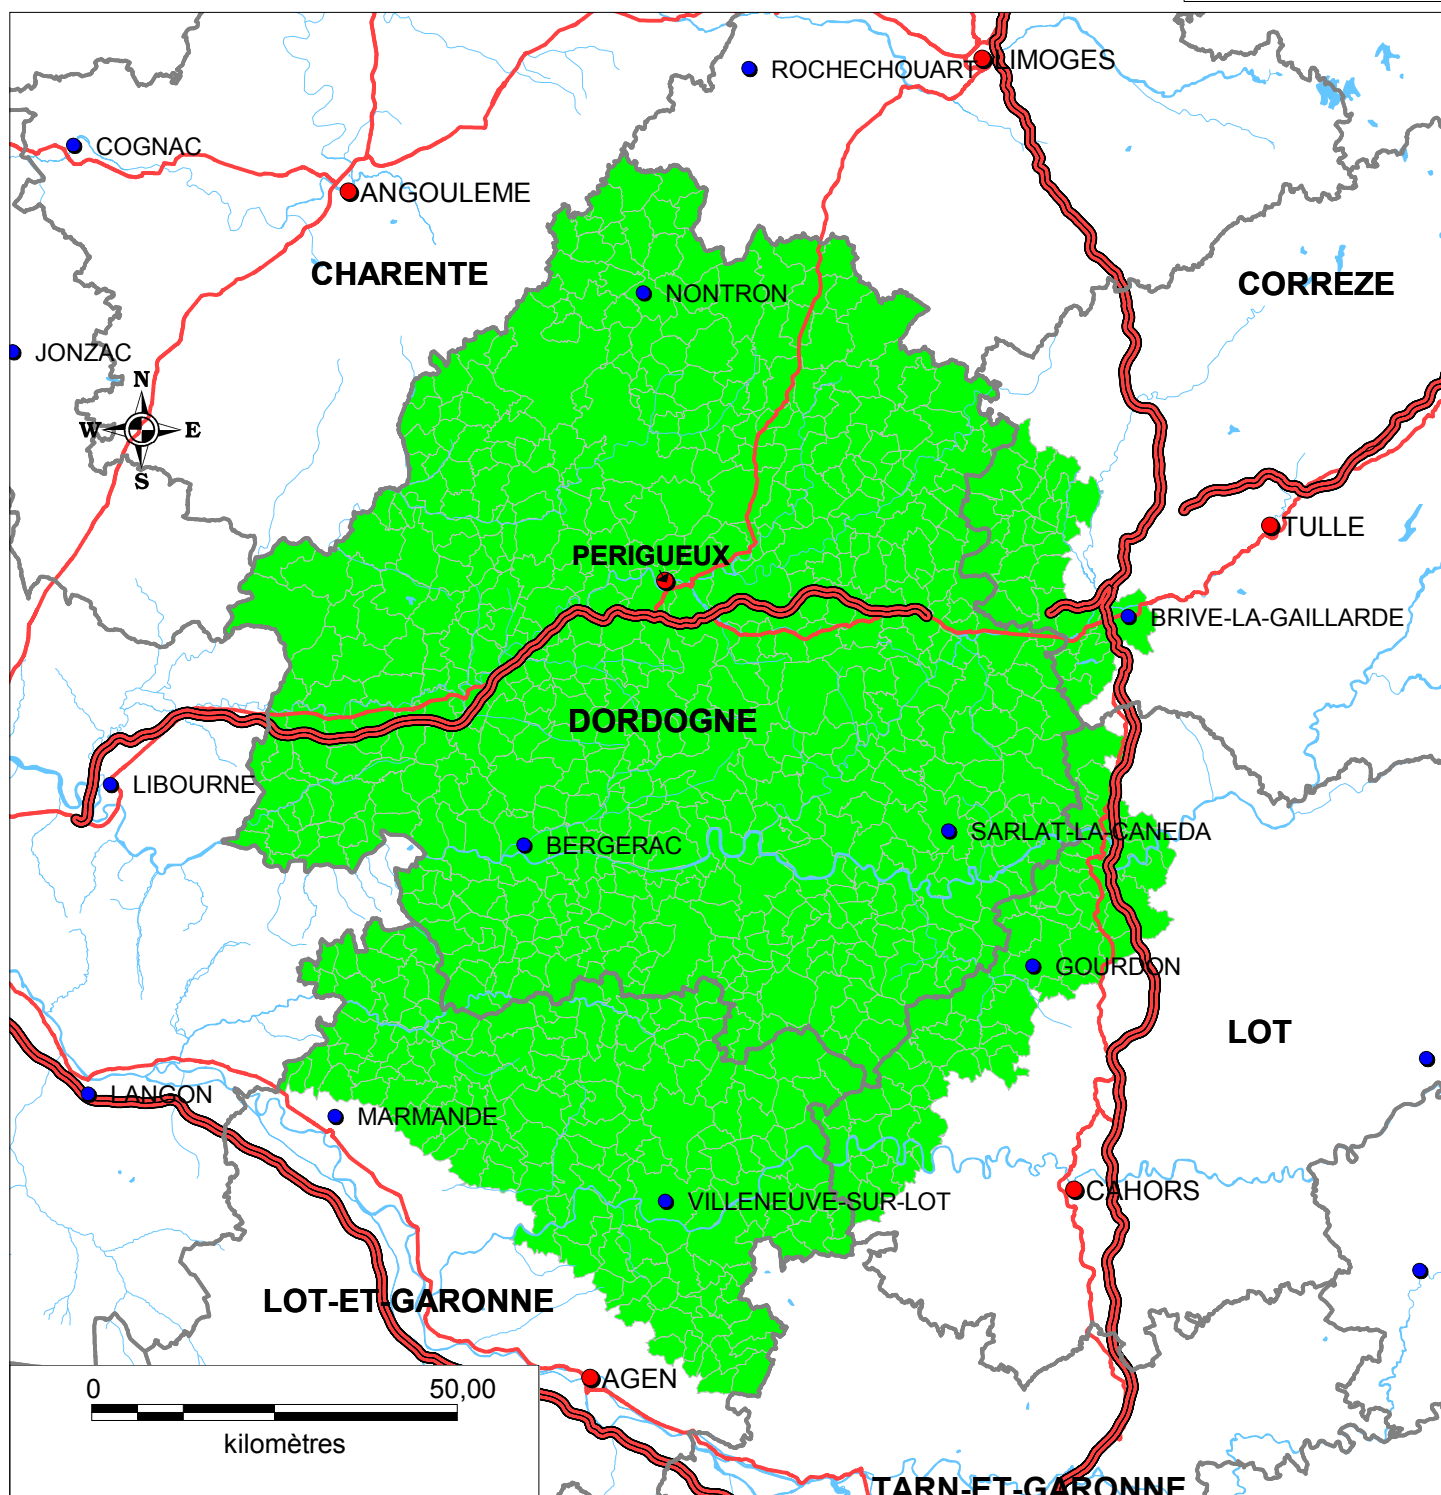 LIMOGES
ROCHECHOUART
COGNAC
ANGOULEME
CHARENTE
CORREZE
NONTRON
JONZAC
N
W E
S
TULLE
PERIGUEUX
BRIVE-LA-GAILLARDE
DORDOGNE
LIBOURNE
SARLAT-LA-CANEDA
BERGERAC
GOURDON
LOT
LANGON
MARMANDE
CAHORS
VILLENEUVE-SUR-LOT
LOT-ET-GARONNE
AGEN
0 50,00
kilomètres
TARN-ET-GARONNE